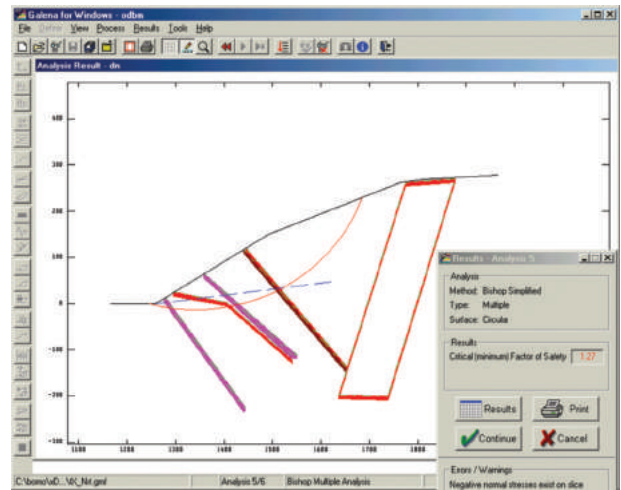 Galena for Windows - odbm
File Define View Process Results Tools Help
Analysis Result - dn
400
300
200
100
0
-100
-200
-300
1100 1200 1300 1400 1500 1600 1700 1800
Results - Analysis 5
Analysis
Method: Bishop Simplified
Type: Multiple
Surface: Circula
Results
Critical (minimum) Factor of Safety 1.27
Results Print
Continue Cancel
Errors / Warnings
Negative normal stresses exist on slice
Analysis 5/6 Bishop Multiple Analysis